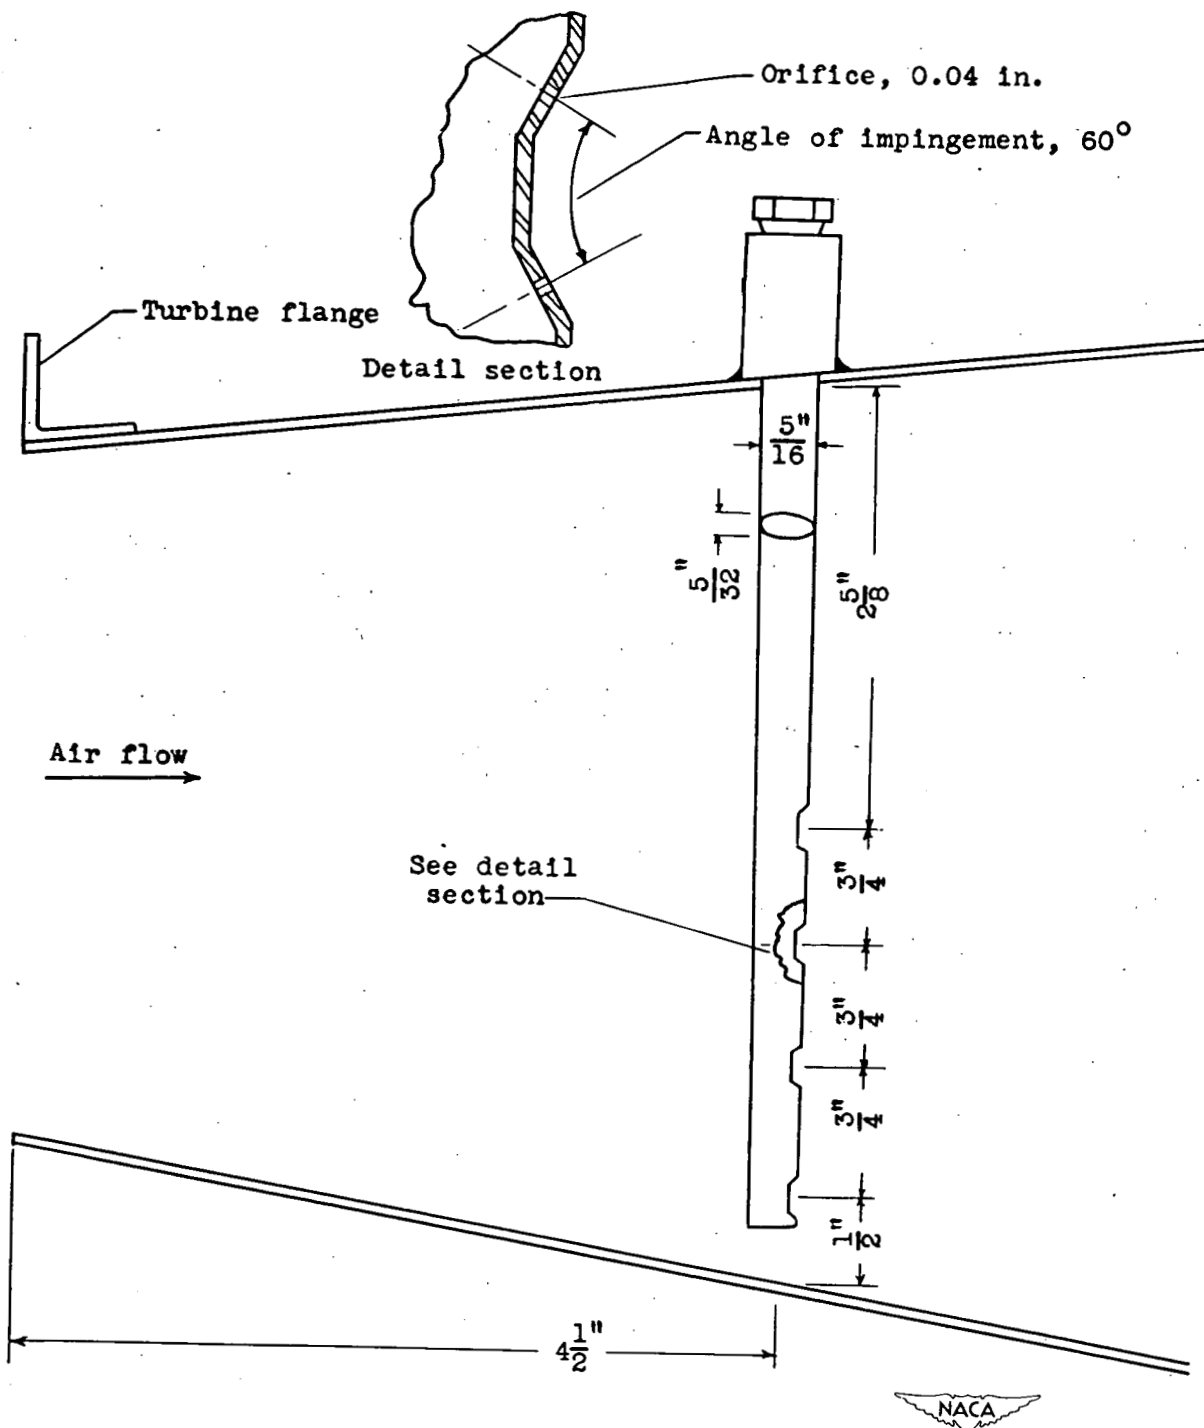 Orifice, 0.04 in.
Angle of impingement, 60°
Turbine flange
Detail section
5"/16
5"/32
2 5"/8
Air flow
See detail
section
3"/4
3"/4
3"/4
1"/2
4 1"/2
NACA